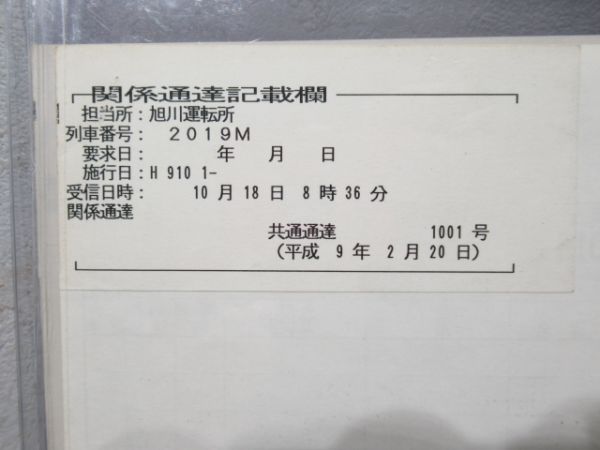 関係通達記載欄
担当所：旭川運転所
列車番号： ２０１９Ｍ
要求日： 年 月 日
施行日：H 910 1-
受信日時： 10 月 18 日 8 時 36 分
関係通達
共通通達 1001 号
（平成 9 年 2 月 20 日）